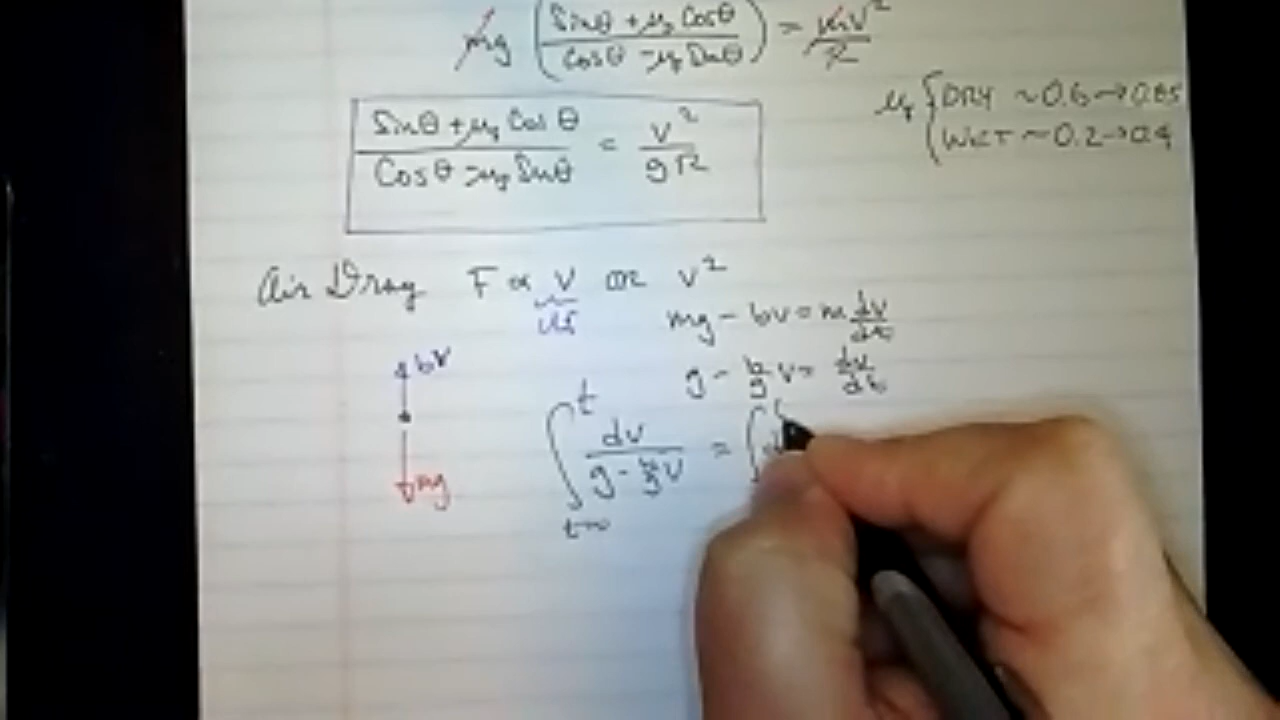 mg (Sinθ + μs Cosθ / Cosθ - μs Sinθ) = mv² / R
μs { DRY ~0.6→0.85
Sinθ + μs Cosθ / Cosθ - μs Sinθ = v² / gR
( WET ~0.2→0.4
Air Drag F ∝ v or v²
mg - bv = m dv/dt
bv
g - b/g v = dv/dt
∫ t dv / g - b/g v = ∫
mg
t=0